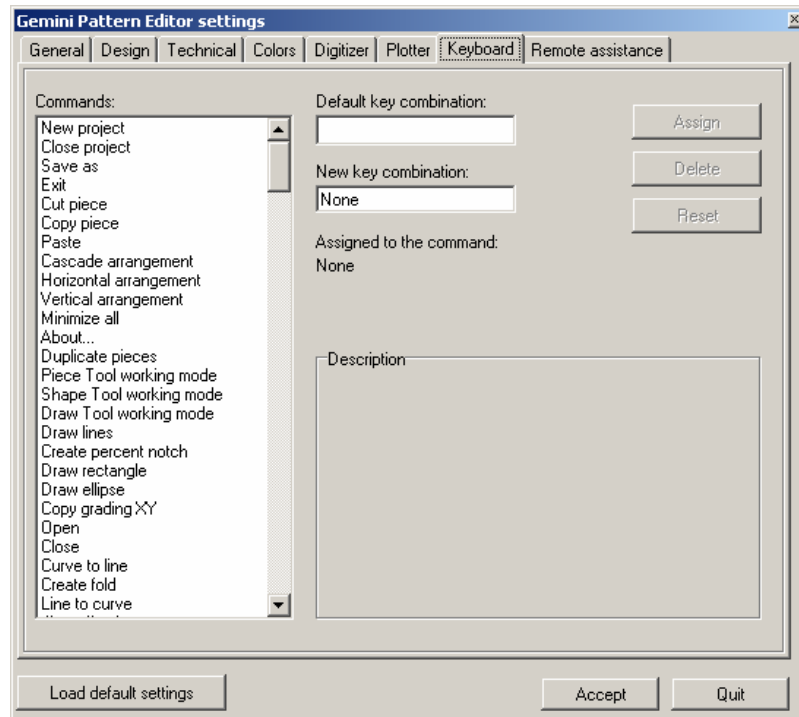 Gemini Pattern Editor settings
General Design Technical Colors Digitizer Plotter Keyboard Remote assistance
Commands:
New project
Close project
Save as
Exit
Cut piece
Copy piece
Paste
Cascade arrangement
Horizontal arrangement
Vertical arrangement
Minimize all
About...
Duplicate pieces
Piece Tool working mode
Shape Tool working mode
Draw Tool working mode
Draw lines
Create percent notch
Draw rectangle
Draw ellipse
Copy grading XY
Open
Close
Curve to line
Create fold
Line to curve
Default key combination:
New key combination:
None
Assigned to the command:
None
Assign
Delete
Reset
Description
Load default settings
Accept
Quit